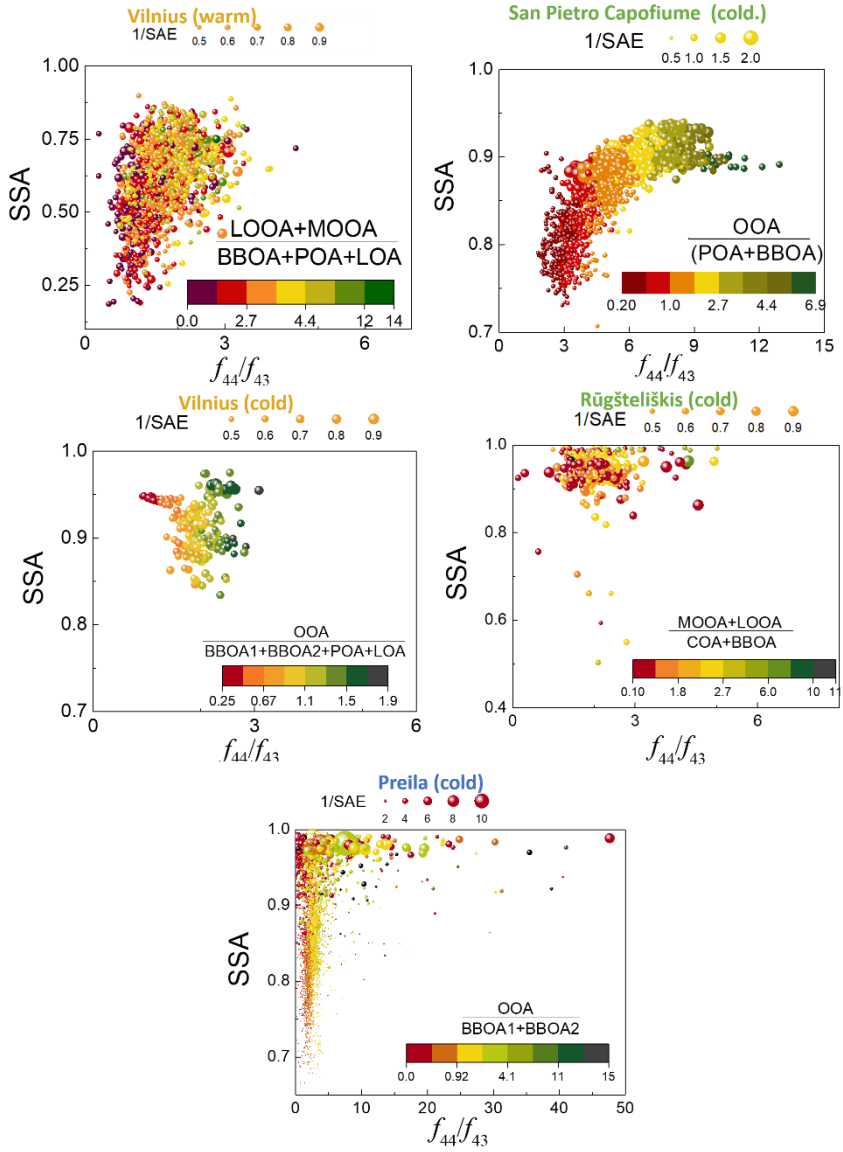 Vilnius (warm)
1/SAE
0.5 0.6 0.7 0.8 0.9
1.00
0.75
0.50
0.25
SSA
LOOA+MOOA
BBOA+POA+LOA
0.0 2.7 4.4 12 14
0 3 6
f44/f43
San Pietro Capofiume (cold.)
1/SAE
0.5 1.0 1.5 2.0
1.0
0.9
0.8
0.7
SSA
OOA
(POA+BBOA)
0.20 1.0 2.7 4.4 6.9
0 3 6 9 12 15
f44/f43
Vilnius (cold)
1/SAE
0.5 0.6 0.7 0.8 0.9
1.0
0.9
0.8
0.7
SSA
OOA
BBOA1+BBOA2+POA+LOA
0.25 0.67 1.1 1.5 1.9
0 3 6
f44/f43
Rūgšteliškis (cold)
1/SAE
0.5 0.6 0.7 0.8 0.9
1.0
0.8
0.6
0.4
SSA
MOOA+LOOA
COA+BBOA
0.10 1.8 2.7 6.0 10 11
0 3 6
f44/f43
Preila (cold)
1/SAE
2 4 6 8 10
1.0
0.9
0.8
0.7
SSA
OOA
BBOA1+BBOA2
0.0 0.92 4.1 11 15
0 10 20 30 40 50
f44/f43